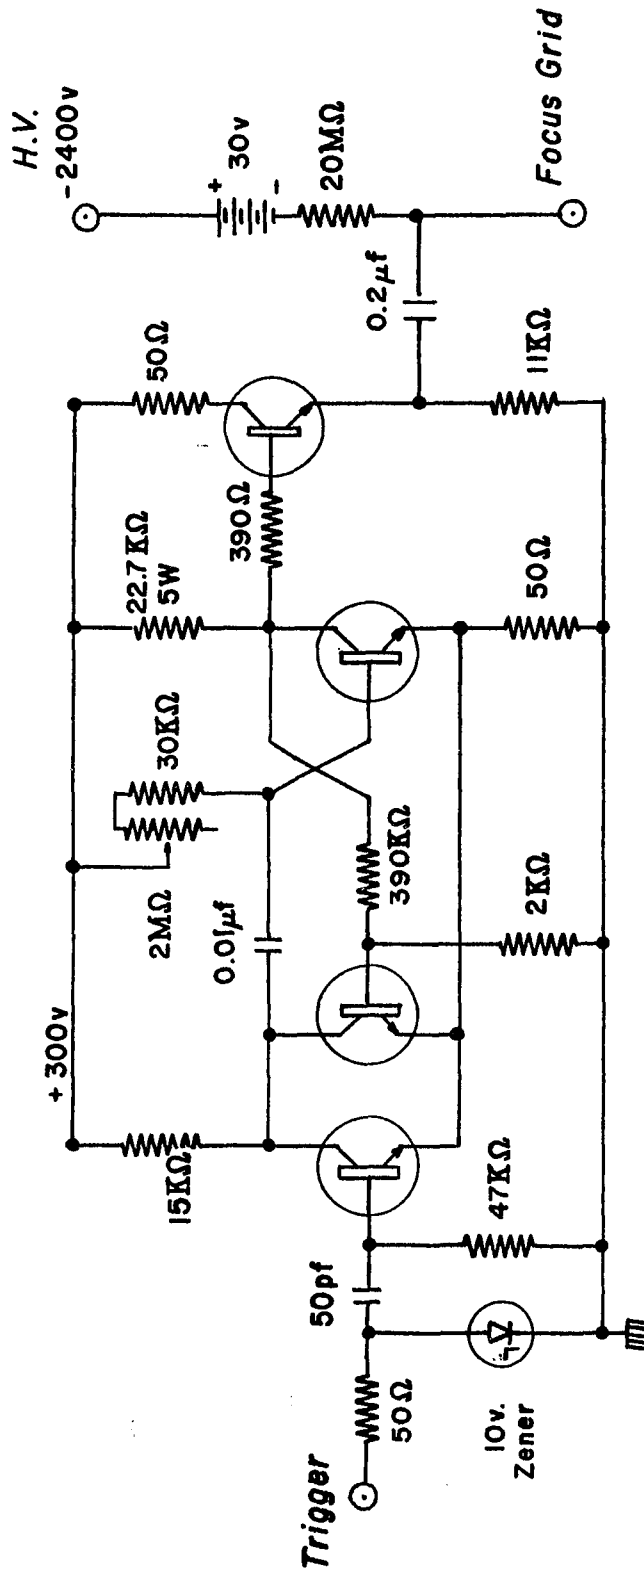 H.V.
-2400v
+
30v
-
20MΩ
Focus Grid
0.2μf
50Ω
11KΩ
390Ω
22.7KΩ
5W
50Ω
30KΩ
2MΩ
390KΩ
0.01μf
2KΩ
+300v
15KΩ
47KΩ
50pf
50Ω
10v.
Zener
Trigger